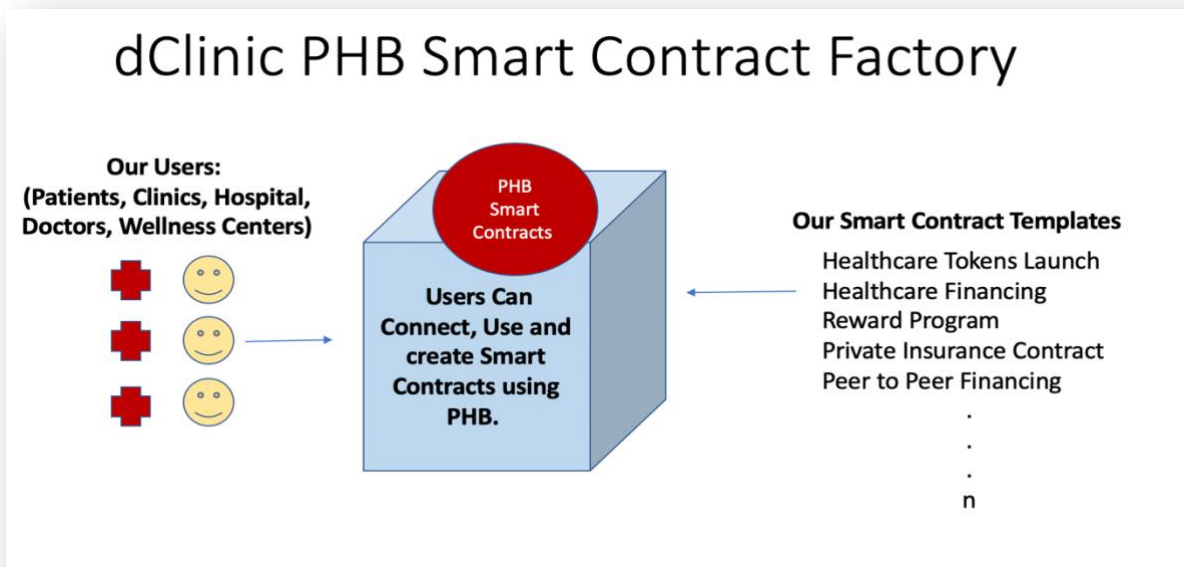 dClinic PHB Smart Contract Factory
Our Users:
(Patients, Clinics, Hospital,
Doctors, Wellness Centers)
PHB
Smart
Contracts
Users Can
Connect, Use and
create Smart
Contracts using
PHB.
Our Smart Contract Templates
Healthcare Tokens Launch
Healthcare Financing
Reward Program
Private Insurance Contract
Peer to Peer Financing
.
.
.
n